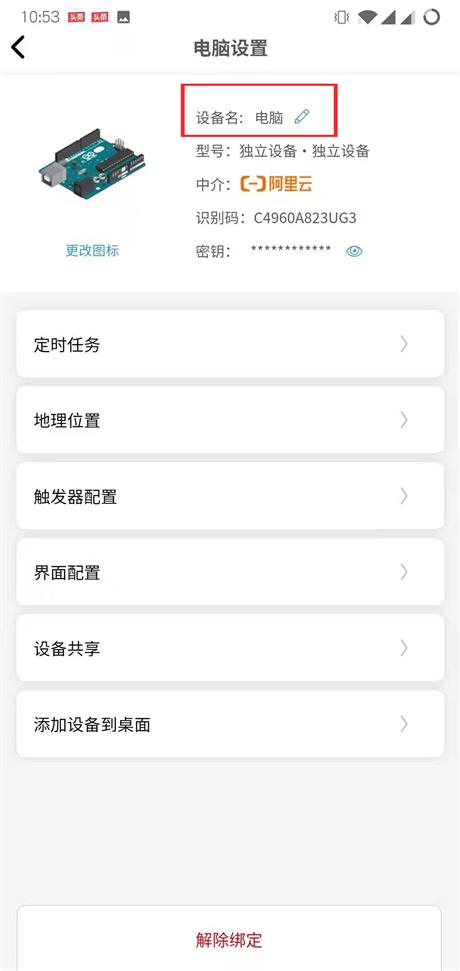 10:53 头条 头条
电脑设置
设备名: 电脑
型号: 独立设备·独立设备
中介: 阿里云
识别码: C4960A823UG3
密钥: ************
更改图标
定时任务
地理位置
触发器配置
界面配置
设备共享
添加设备到桌面
解除绑定